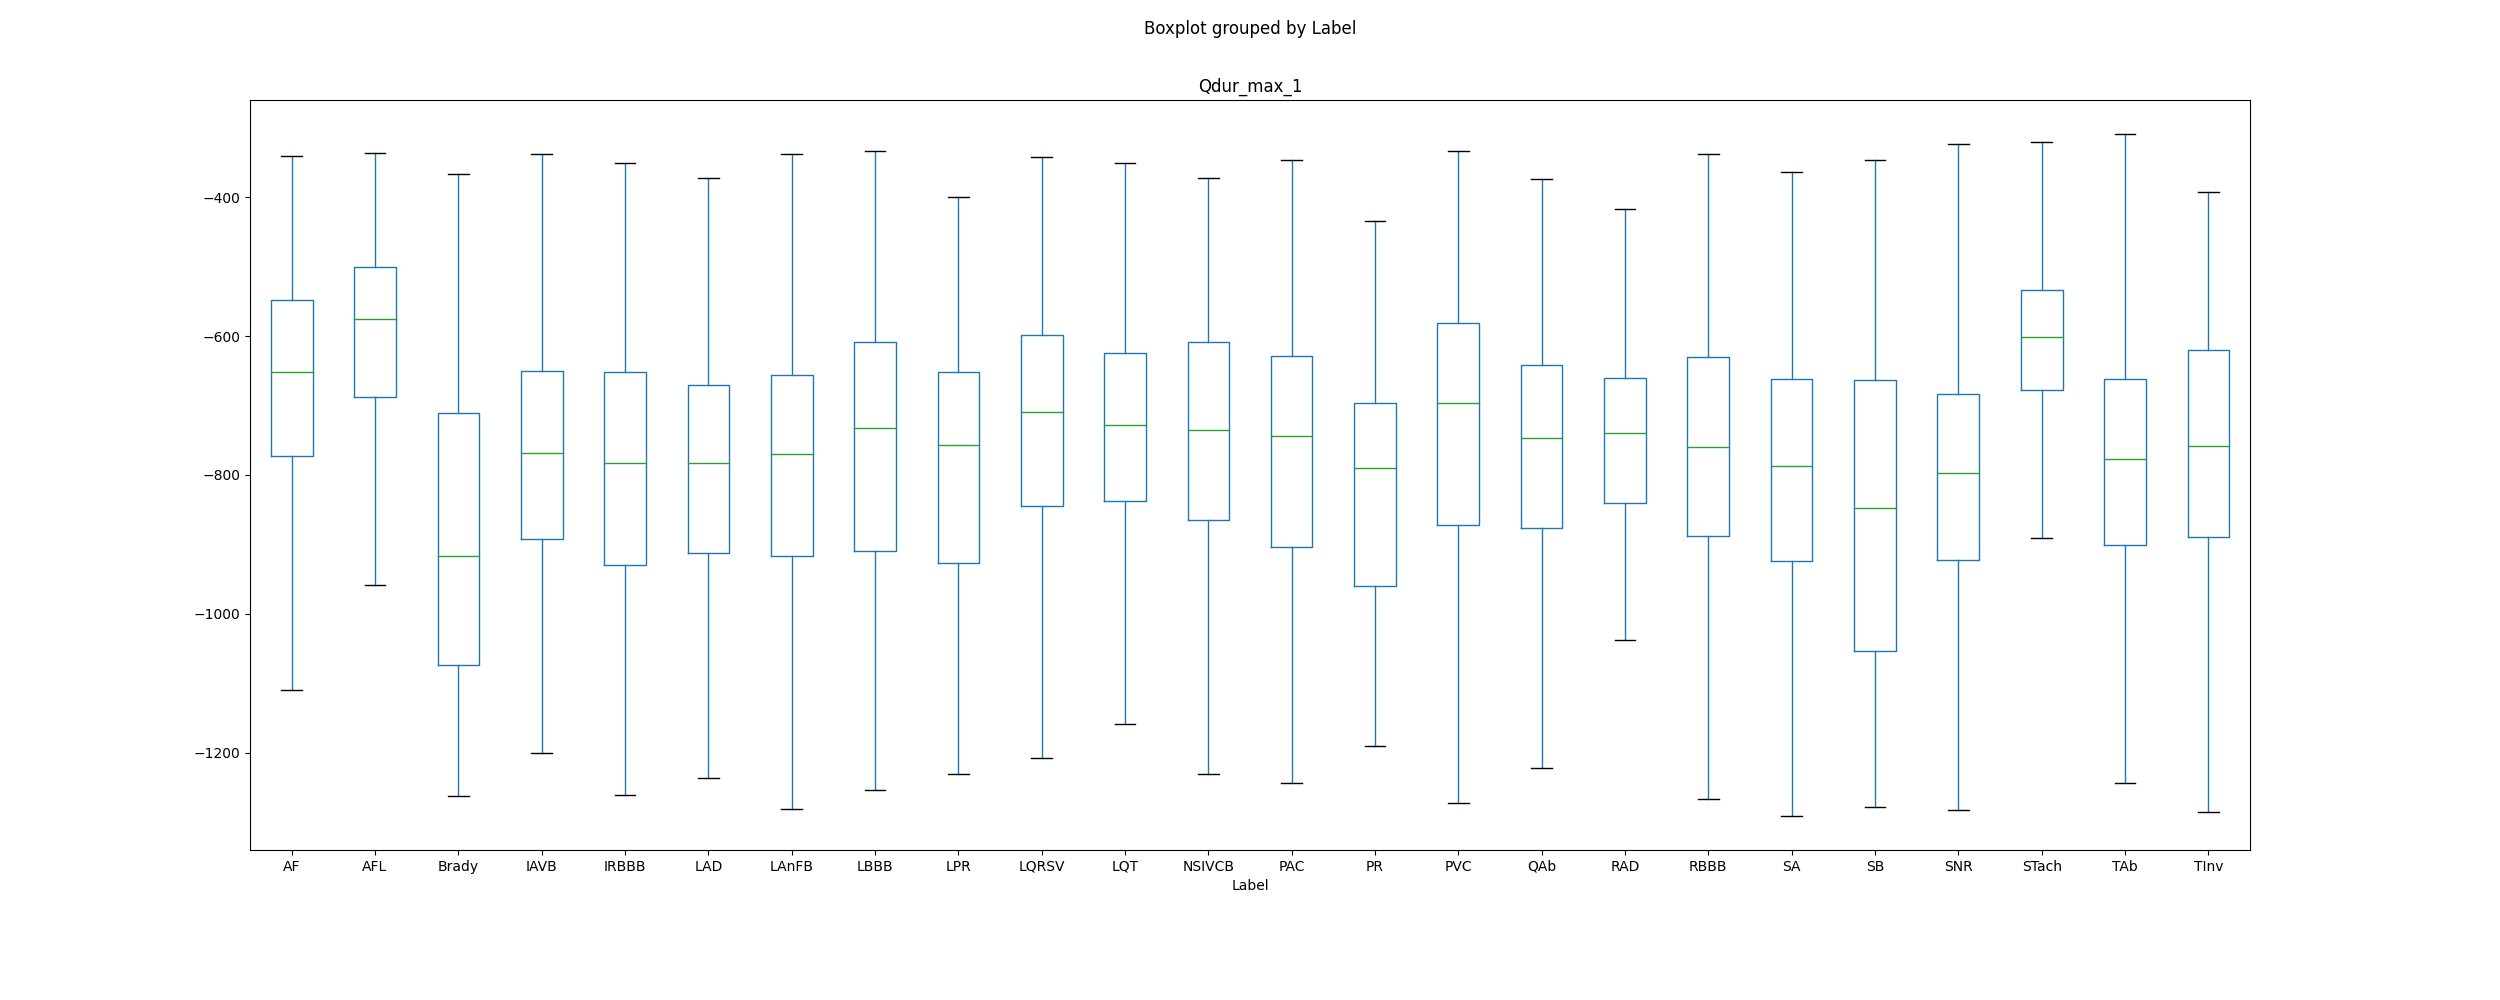 Boxplot grouped by Label
Qdur_max_1
−400
−600
−800
−1000
−1200
AF AFL Brady IAVB IRBBB LAD LAnFB LBBB LPR LQRSV LQT NSIVCB PAC PR PVC QAb RAD RBBB SA SB SNR STach TAb TInv
Label